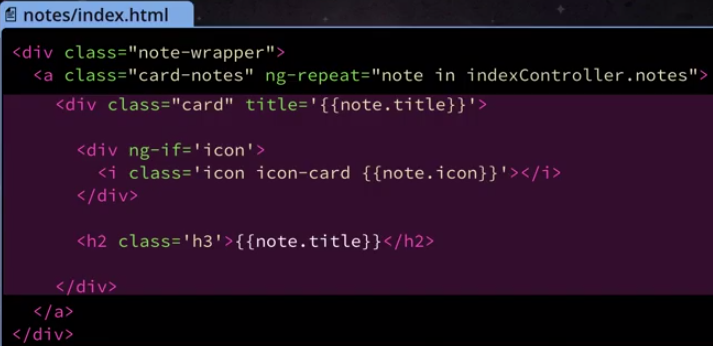 notes/index.html
<div class="note-wrapper">
<a class="card-notes" ng-repeat="note in indexController.notes">
<div class="card" title='{{note.title}}'>
<div ng-if='icon'>
<i class='icon icon-card {{note.icon}}'></i>
</div>
<h2 class='h3'>{{note.title}}</h2>
</div>
</a>
</div>